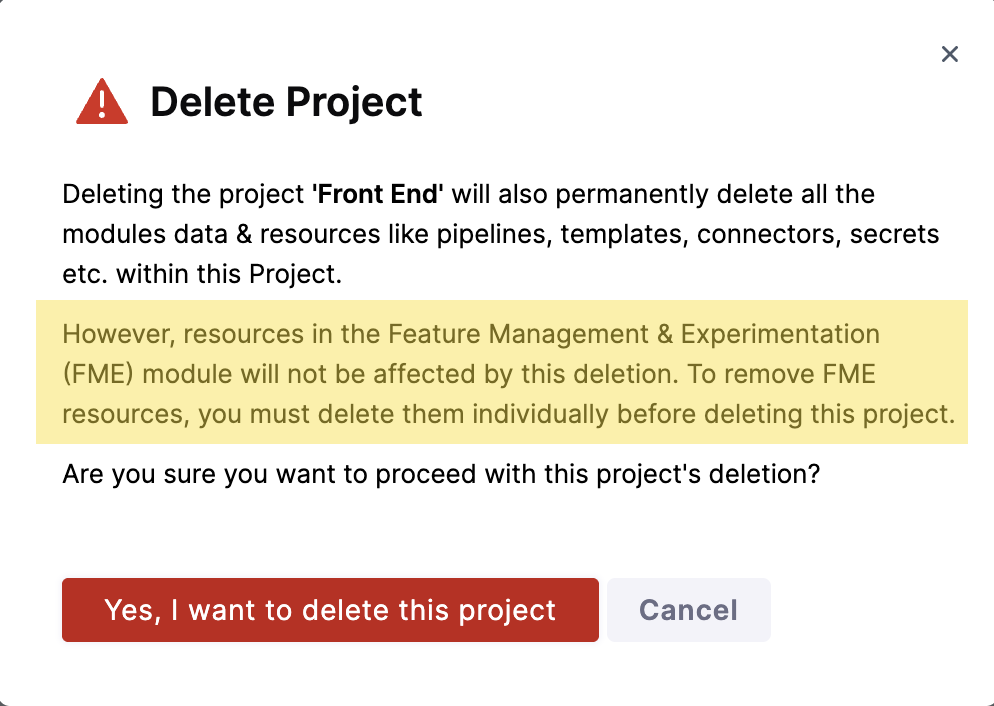 Delete Project
Deleting the project 'Front End' will also permanently delete all the
modules data & resources like pipelines, templates, connectors, secrets
etc. within this Project.
However, resources in the Feature Management & Experimentation
(FME) module will not be affected by this deletion. To remove FME
resources, you must delete them individually before deleting this project.
Are you sure you want to proceed with this project's deletion?
Yes, I want to delete this project
Cancel